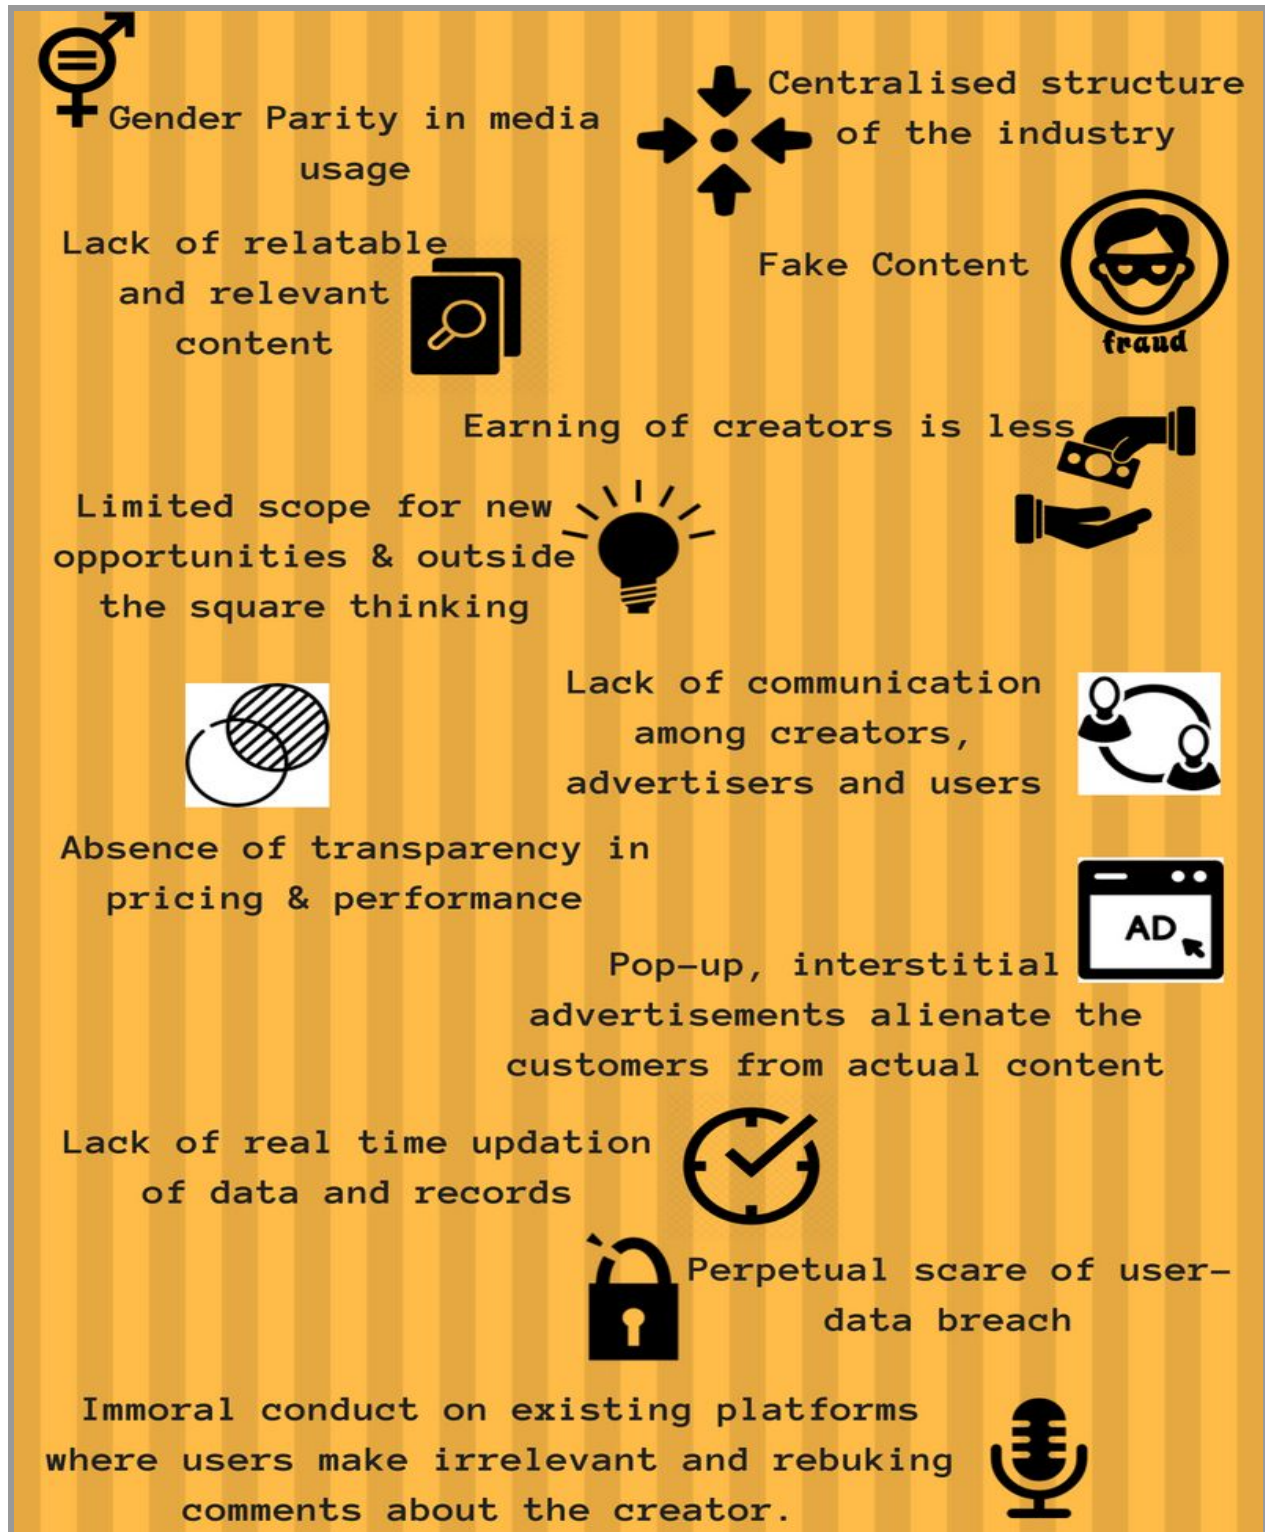 Gender Parity in media
usage
Centralised structure
of the industry
Lack of relatable
and relevant
content
Fake Content
fraud
Earning of creators is less
Limited scope for new
opportunities & outside
the square thinking
Lack of communication
among creators,
advertisers and users
Absence of transparency in
pricing & performance
AD
Pop-up, interstitial
advertisements alienate the
customers from actual content
Lack of real time updation
of data and records
Perpetual scare of user-
data breach
Immoral conduct on existing platforms
where users make irrelevant and rebuking
comments about the creator.